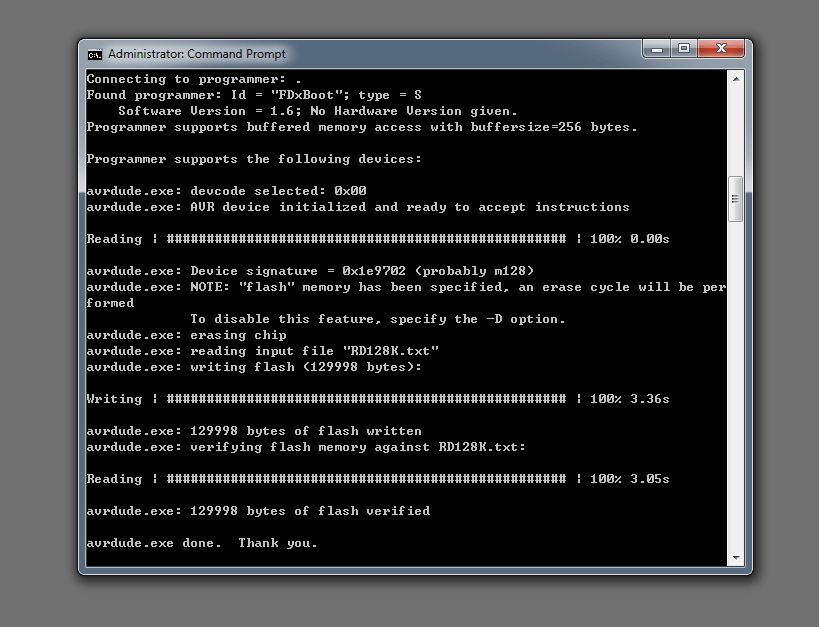 Administrator: Command Prompt
Connecting to programmer: .
Found programmer: Id = "FDxBoot"; type = S
    Software Version = 1.6; No Hardware Version given.
Programmer supports buffered memory access with buffersize=256 bytes.
Programmer supports the following devices:
avrdude.exe: devcode selected: 0x00
avrdude.exe: AVR device initialized and ready to accept instructions
Reading | ################################################## | 100% 0.00s
avrdude.exe: Device signature = 0x1e9702 (probably m128)
avrdude.exe: NOTE: "flash" memory has been specified, an erase cycle will be per
formed
             To disable this feature, specify the -D option.
avrdude.exe: erasing chip
avrdude.exe: reading input file "RD128K.txt"
avrdude.exe: writing flash (129998 bytes):
Writing | ################################################## | 100% 3.36s
avrdude.exe: 129998 bytes of flash written
avrdude.exe: verifying flash memory against RD128K.txt:
Reading | ################################################## | 100% 3.05s
avrdude.exe: 129998 bytes of flash verified
avrdude.exe done.  Thank you.